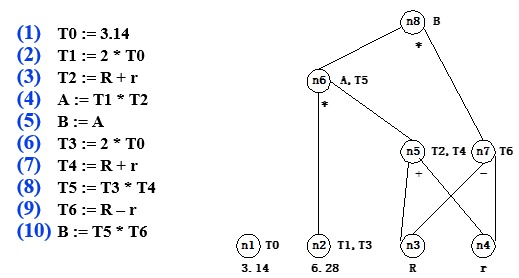 (1) T0 := 3.14
(2) T1 := 2 * T0
(3) T2 := R + r
(4) A := T1 * T2
(5) B := A
(6) T3 := 2 * T0
(7) T4 := R + r
(8) T5 := T3 * T4
(9) T6 := R – r
(10) B := T5 * T6
n8 B
*
n6 A, T5
*
n5 T2, T4 n7 T6
+ −
n1 T0 n2 T1, T3 n3 n4
3.14 6.28 R r